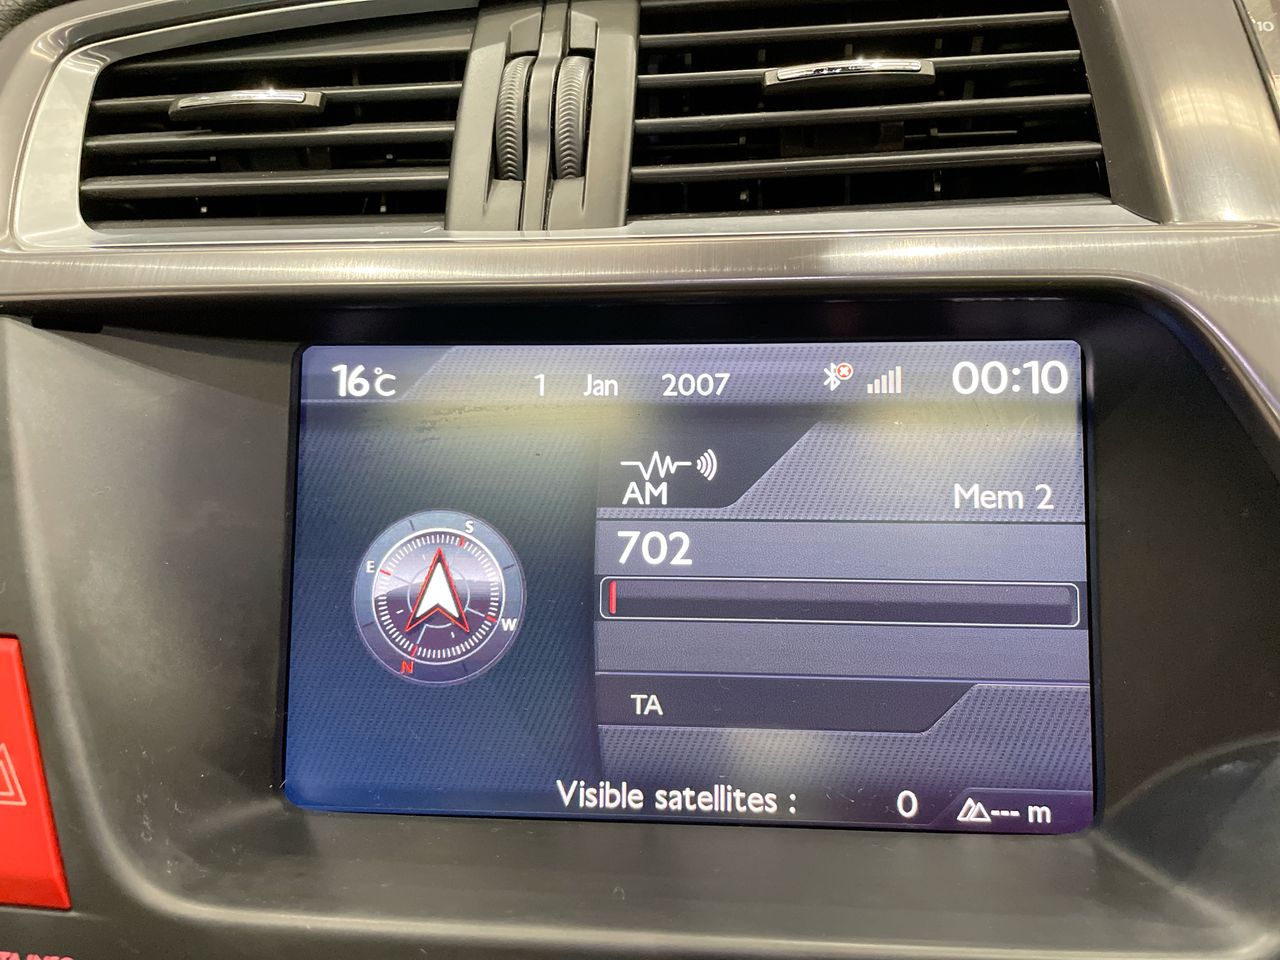 16°C 1 Jan 2007 00:10
AM
Mem 2
702
S
E
W
N
TA
Visible satellites : 0 --- m